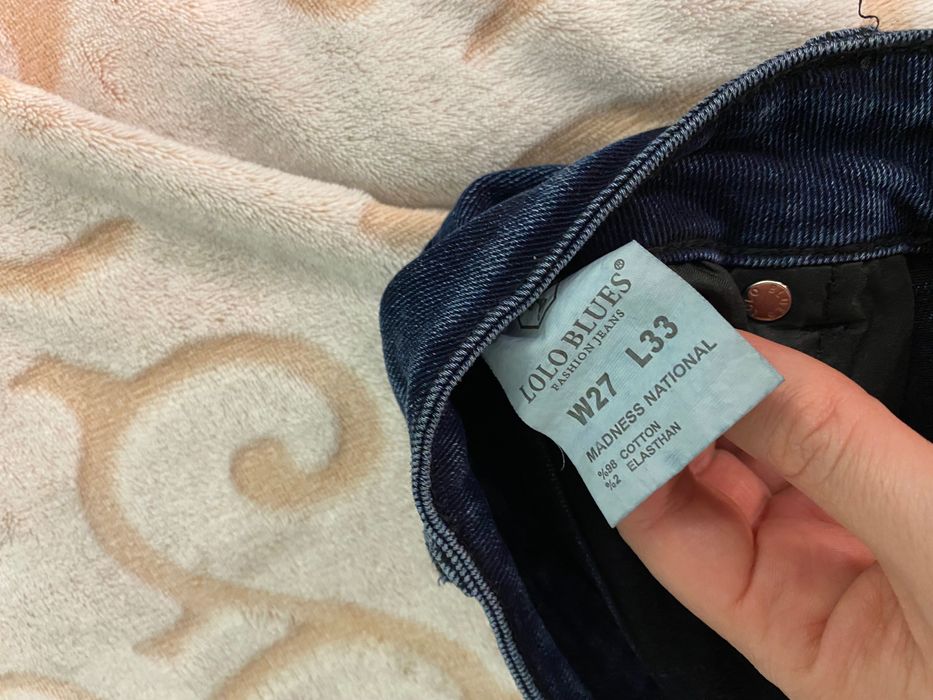 LOLO BLUES®
FASHION JEANS
W27 L33
MADNESS NATIONAL
%98 COTTON
%2 ELASTHAN